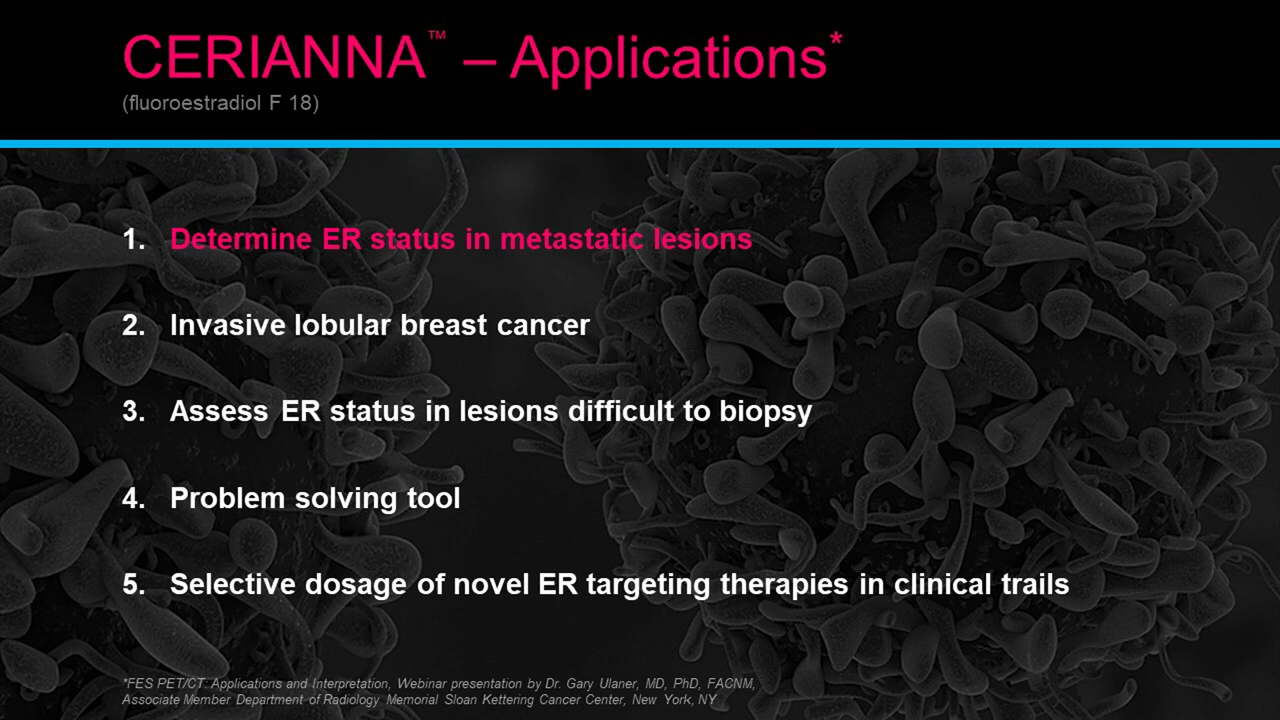 CERIANNA™ – Applications*
(fluoroestradiol F 18)
1. Determine ER status in metastatic lesions
2. Invasive lobular breast cancer
3. Assess ER status in lesions difficult to biopsy
4. Problem solving tool
5. Selective dosage of novel ER targeting therapies in clinical trails
*FES PET/CT: Applications and Interpretation, Webinar presentation by Dr. Gary Ulaner, MD, PhD, FACNM,
Associate Member Department of Radiology Memorial Sloan Kettering Cancer Center, New York, NY